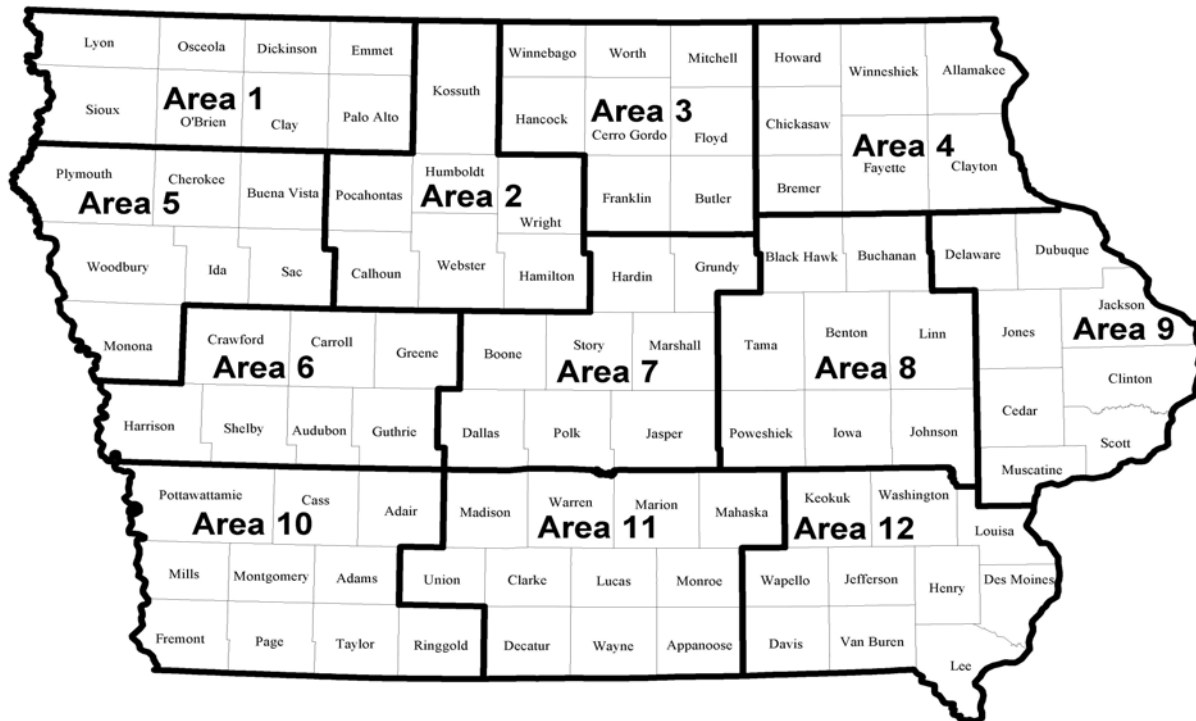 Lyon
Osceola
Dickinson
Emmet
Kossuth
Winnebago
Worth
Mitchell
Howard
Winneshiek
Allamakee
Sioux
Area 1
O'Brien
Clay
Palo Alto
Hancock
Area 3
Cerro Gordo
Floyd
Chickasaw
Area 4
Fayette
Clayton
Bremer
Plymouth
Cherokee
Buena Vista
Area 5
Pocahontas
Humboldt
Area 2
Wright
Franklin
Butler
Woodbury
Ida
Sac
Calhoun
Webster
Hamilton
Hardin
Grundy
Black Hawk
Buchanan
Delaware
Dubuque
Jackson
Area 9
Monona
Crawford
Carroll
Greene
Area 6
Boone
Story
Marshall
Area 7
Tama
Benton
Linn
Area 8
Jones
Clinton
Harrison
Shelby
Audubon
Guthrie
Dallas
Polk
Jasper
Poweshiek
Iowa
Johnson
Cedar
Scott
Muscatine
Pottawattamie
Cass
Adair
Area 10
Madison
Warren
Marion
Mahaska
Area 11
Keokuk
Washington
Area 12
Louisa
Mills
Montgomery
Adams
Union
Clarke
Lucas
Monroe
Wapello
Jefferson
Henry
Des Moines
Fremont
Page
Taylor
Ringgold
Decatur
Wayne
Appanoose
Davis
Van Buren
Lee